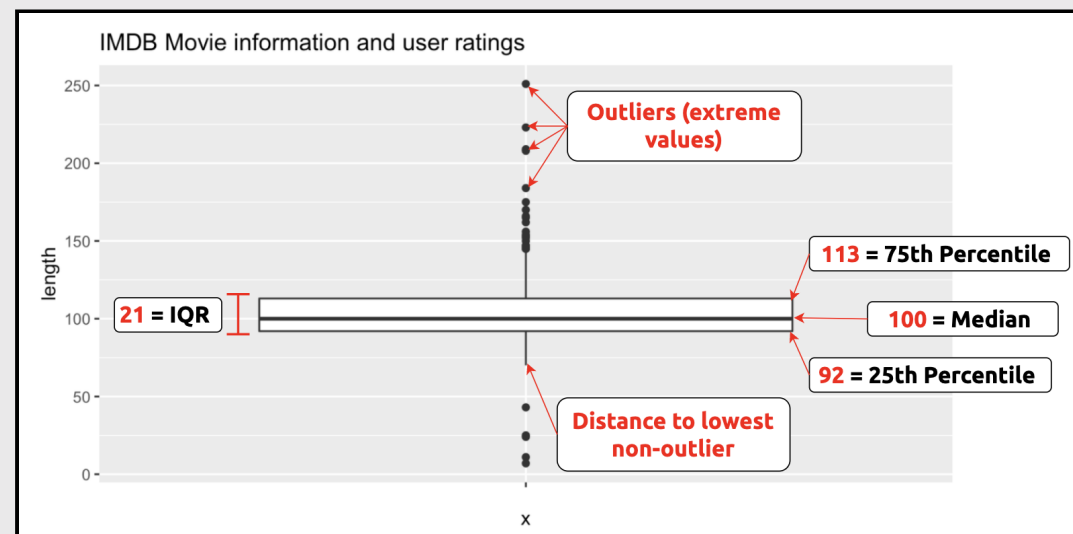 IMDB Movie information and user ratings
250
200
150
100
50
0
length
x
Outliers (extreme
values)
113 = 75th Percentile
21 = IQR
100 = Median
92 = 25th Percentile
Distance to lowest
non-outlier